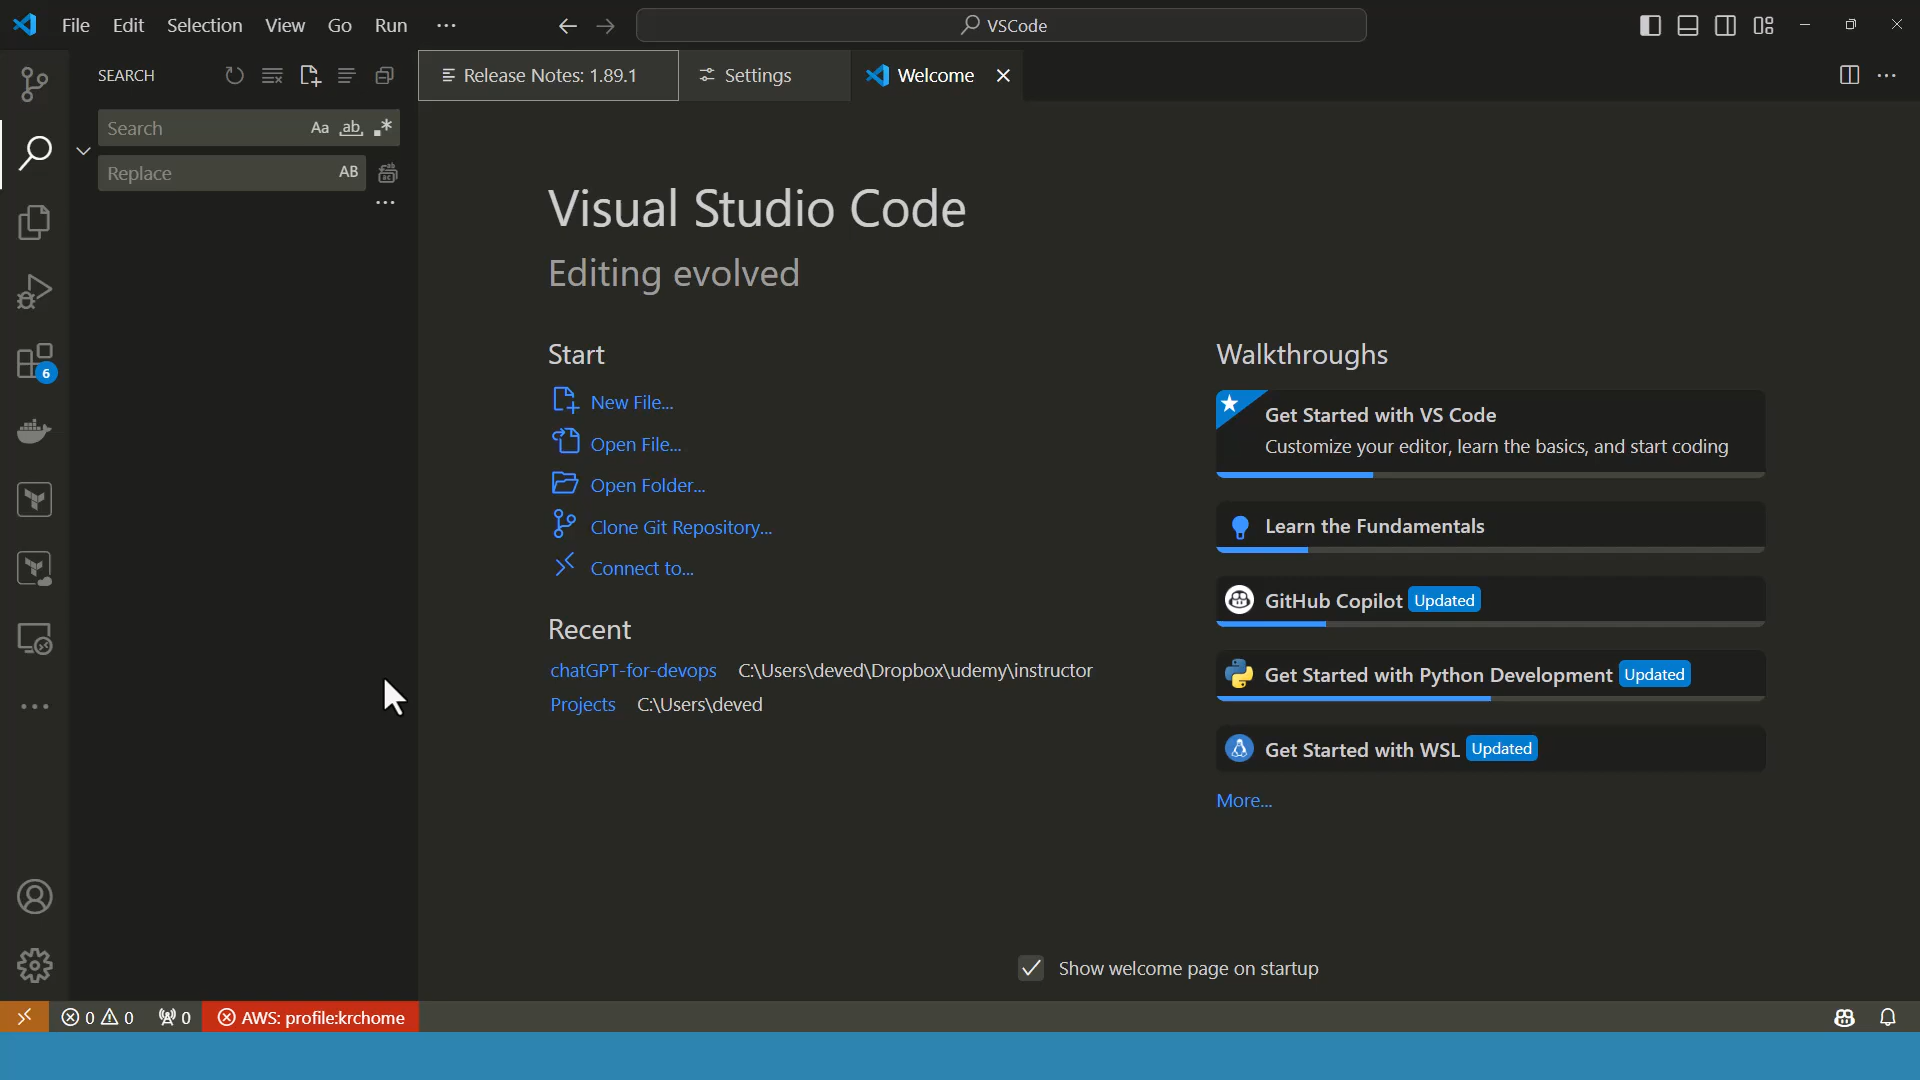 File Edit Selection View Go Run ...
VSCode
SEARCH
Release Notes: 1.89.1
Settings
Welcome
Search
Aa ab .*
Replace
AB
...
Visual Studio Code
Editing evolved
Start
New File...
Open File...
Open Folder...
Clone Git Repository...
Connect to...
Recent
chatGPT-for-devops C:\Users\deved\Dropbox\udemy\instructor
Projects C:\Users\deved
Walkthroughs
Get Started with VS Code
Customize your editor, learn the basics, and start coding
Learn the Fundamentals
GitHub Copilot Updated
Get Started with Python Development Updated
Get Started with WSL Updated
More...
6
Show welcome page on startup
0 0 0 AWS: profile:krchome